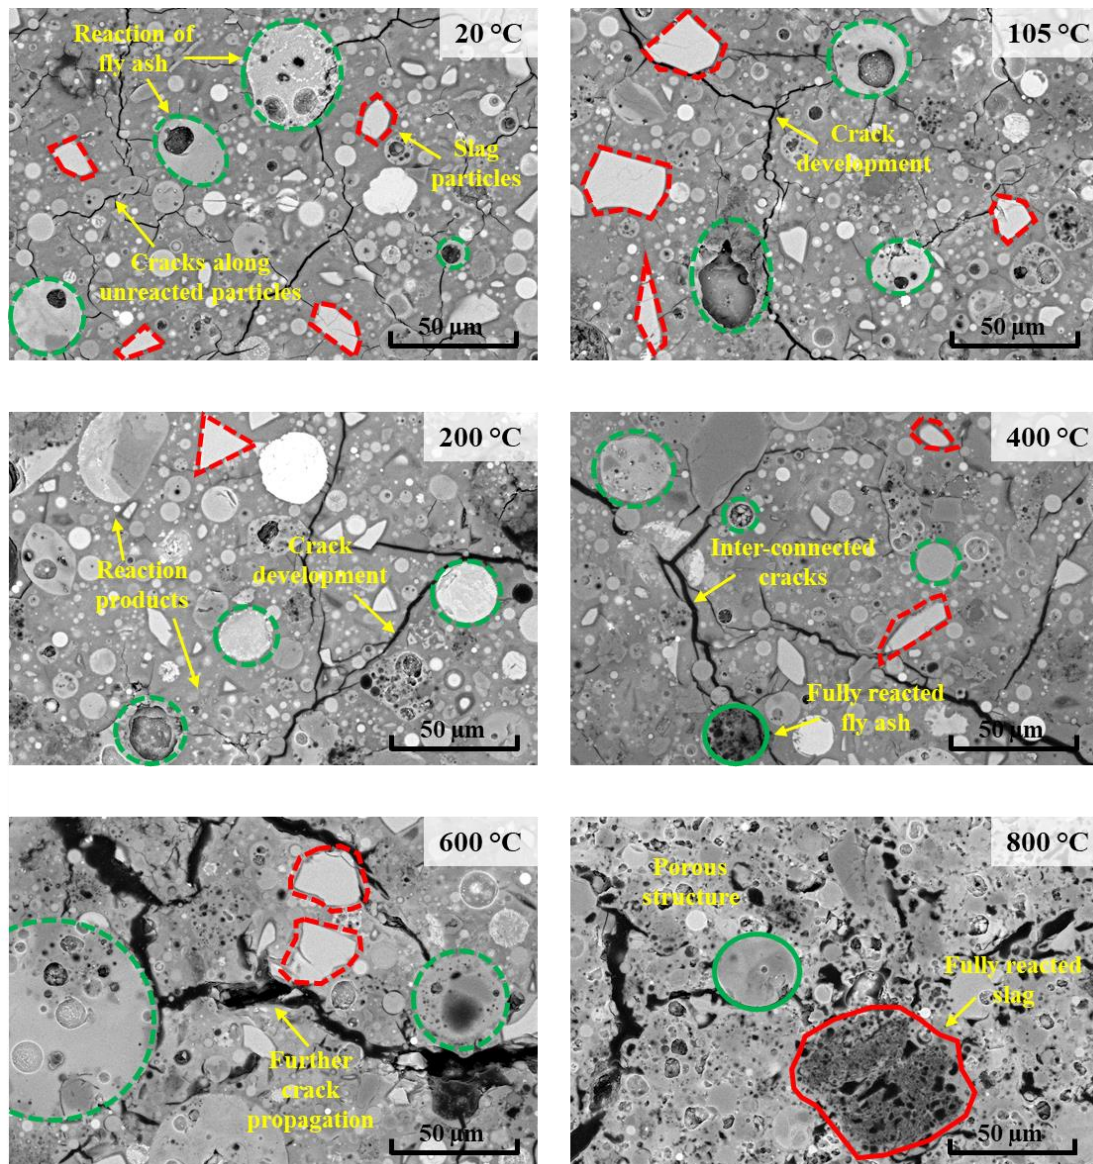 20 °C
Reaction of
fly ash
Slag
particles
Cracks along
unreacted particles
50 µm
105 °C
Crack
development
50 µm
200 °C
Crack
development
Reaction
products
50 µm
400 °C
Inter-connected
cracks
Fully reacted
fly ash
50 µm
600 °C
Further
crack
propagation
50 µm
800 °C
Porous
structure
Fully reacted
slag
50 µm